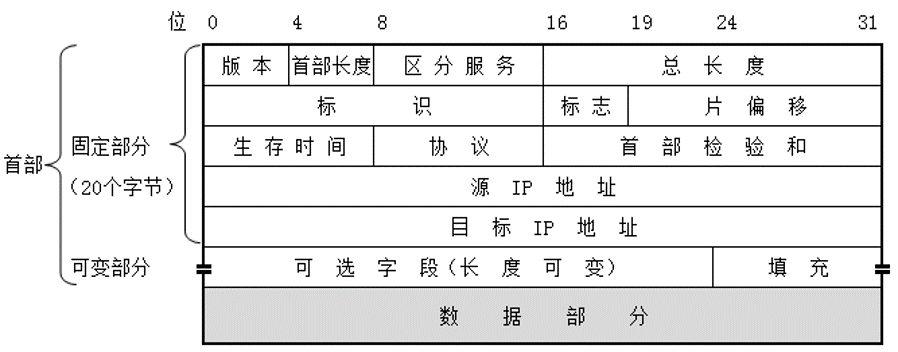 位 0 4 8 16 19 24 31
版本 首部长度 区分服务 总长度
标识 标志 片偏移
固定部分 生存时间 协议 首部检验和
首部
(20个字节) 源 IP 地址
目标 IP 地址
可变部分 可选字段(长度可变) 填充
数据部分